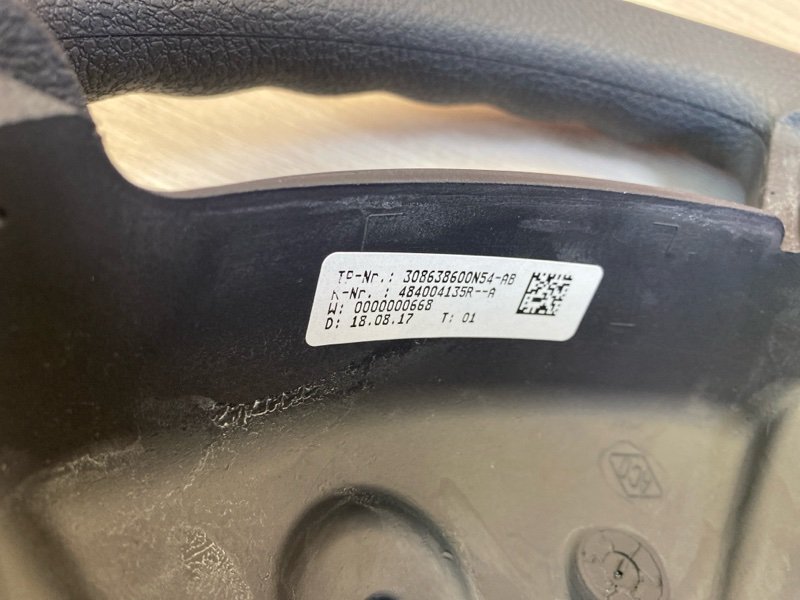 TP-Nr.: 308638600N54-AB
K-Nr. : 484004135R--A
W: 0000000668
D: 18.08.17 T: 01